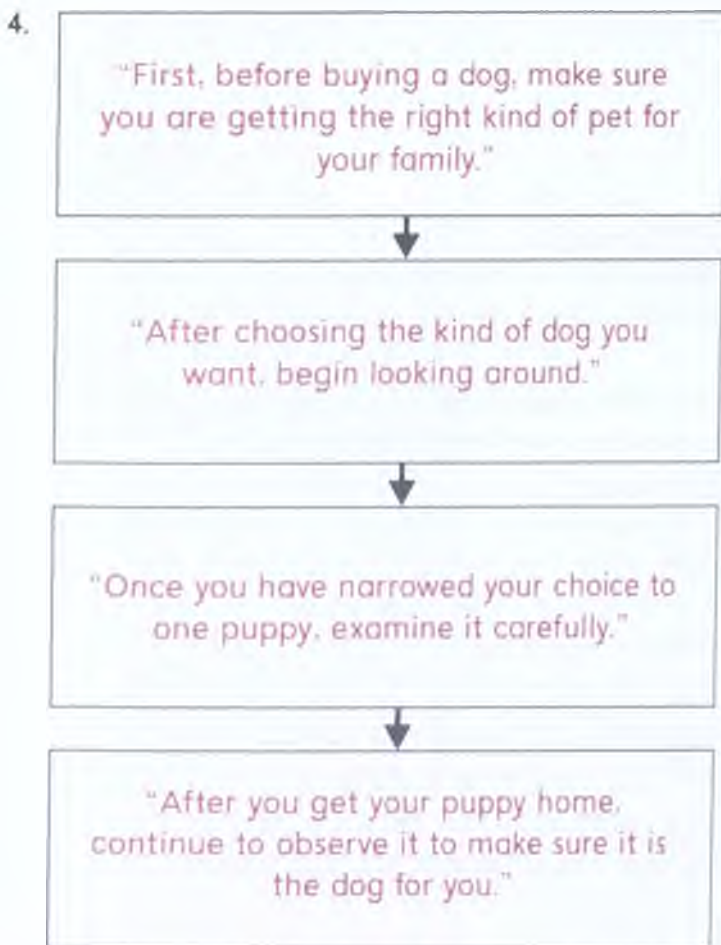 4.
"First, before buying a dog, make sure
you are getting the right kind of pet for
your family."
"After choosing the kind of dog you
want, begin looking around."
"Once you have narrowed your choice to
one puppy, examine it carefully."
"After you get your puppy home,
continue to observe it to make sure it is
the dog for you."